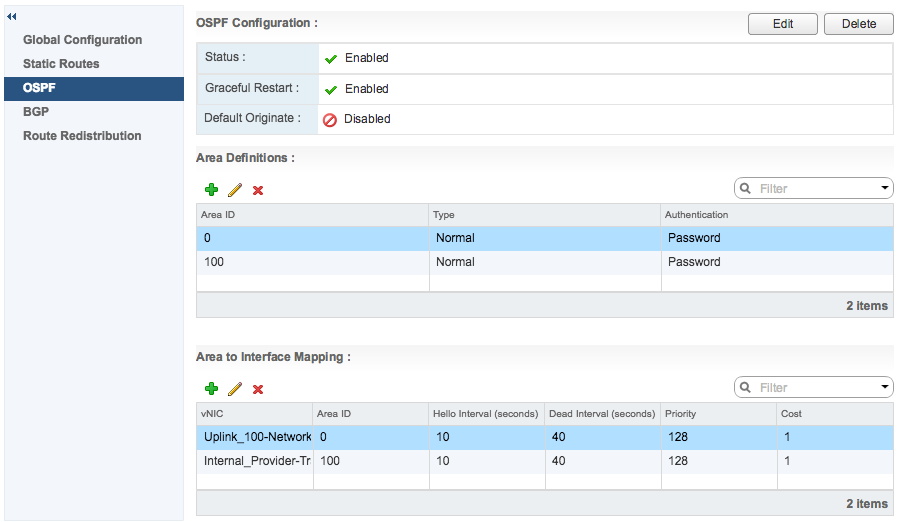 Global Configuration
Static Routes
OSPF
BGP
Route Redistribution
OSPF Configuration :
Edit Delete
Status : Enabled
Graceful Restart : Enabled
Default Originate : Disabled
Area Definitions :
Filter
Area ID Type Authentication
0 Normal Password
100 Normal Password
2 items
Area to Interface Mapping :
Filter
vNIC Area ID Hello Interval (seconds) Dead Interval (seconds) Priority Cost
Uplink_100-Network 0 10 40 128 1
Internal_Provider-Tr 100 10 40 128 1
2 items